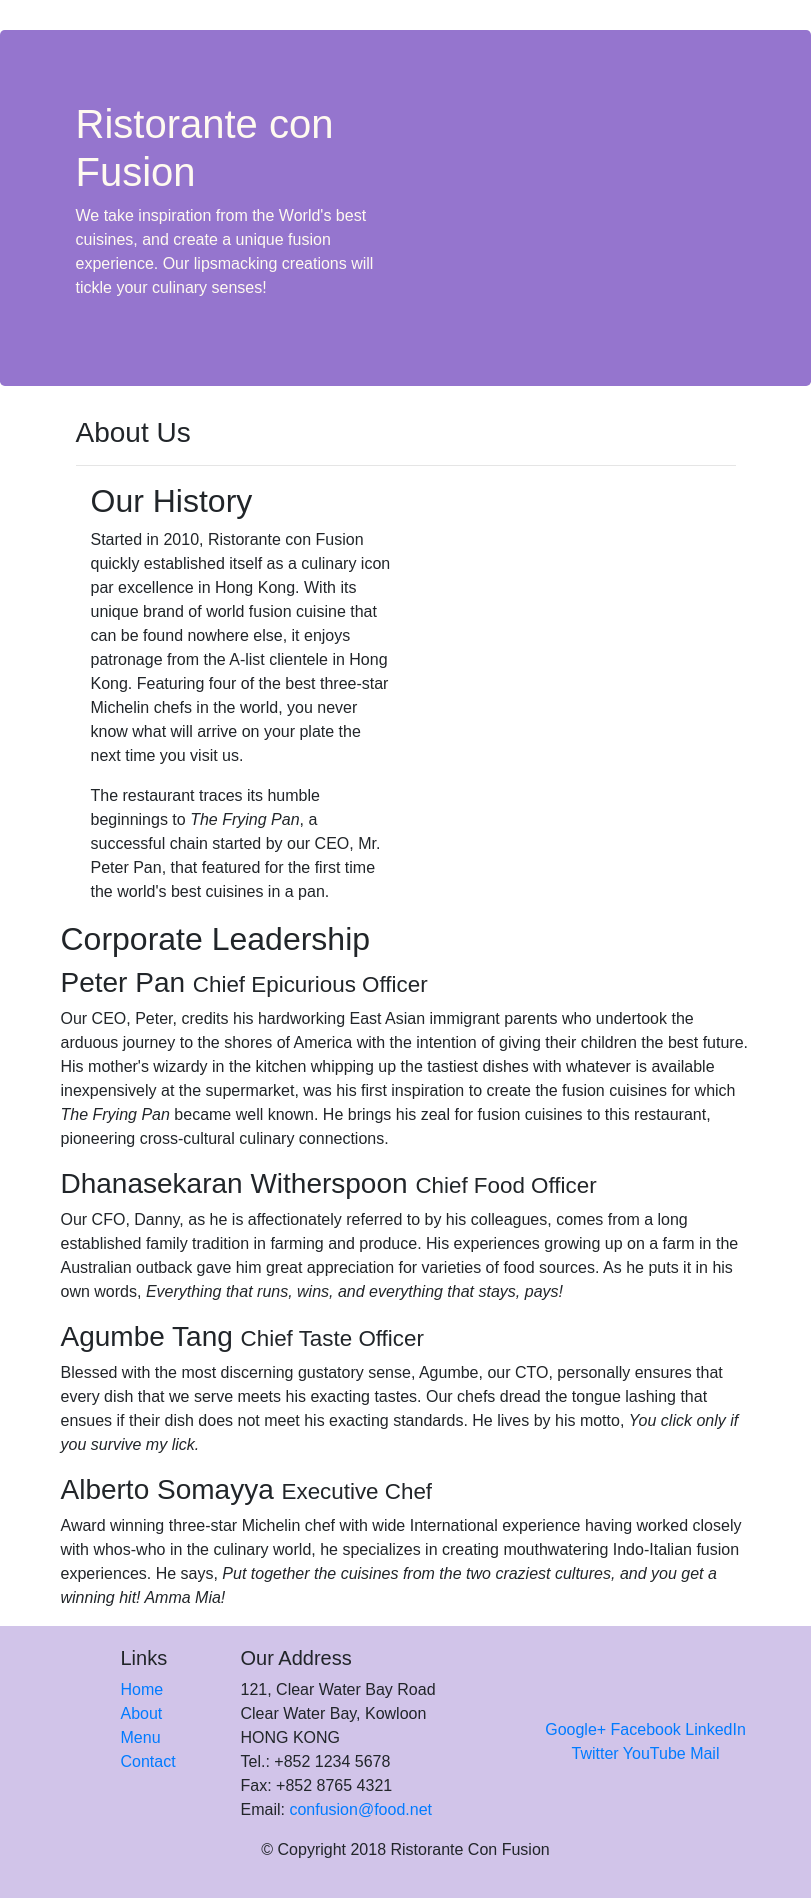 Ristorante con
Fusion
We take inspiration from the World's best
cuisines, and create a unique fusion
experience. Our lipsmacking creations will
tickle your culinary senses!
About Us
Our History
Started in 2010, Ristorante con Fusion
quickly established itself as a culinary icon
par excellence in Hong Kong. With its
unique brand of world fusion cuisine that
can be found nowhere else, it enjoys
patronage from the A-list clientele in Hong
Kong. Featuring four of the best three-star
Michelin chefs in the world, you never
know what will arrive on your plate the
next time you visit us.
The restaurant traces its humble
beginnings to The Frying Pan, a
successful chain started by our CEO, Mr.
Peter Pan, that featured for the first time
the world's best cuisines in a pan.
Corporate Leadership
Peter Pan Chief Epicurious Officer
Our CEO, Peter, credits his hardworking East Asian immigrant parents who undertook the
arduous journey to the shores of America with the intention of giving their children the best future.
His mother's wizardy in the kitchen whipping up the tastiest dishes with whatever is available
inexpensively at the supermarket, was his first inspiration to create the fusion cuisines for which
The Frying Pan became well known. He brings his zeal for fusion cuisines to this restaurant,
pioneering cross-cultural culinary connections.
Dhanasekaran Witherspoon Chief Food Officer
Our CFO, Danny, as he is affectionately referred to by his colleagues, comes from a long
established family tradition in farming and produce. His experiences growing up on a farm in the
Australian outback gave him great appreciation for varieties of food sources. As he puts it in his
own words, Everything that runs, wins, and everything that stays, pays!
Agumbe Tang Chief Taste Officer
Blessed with the most discerning gustatory sense, Agumbe, our CTO, personally ensures that
every dish that we serve meets his exacting tastes. Our chefs dread the tongue lashing that
ensues if their dish does not meet his exacting standards. He lives by his motto, You click only if
you survive my lick.
Alberto Somayya Executive Chef
Award winning three-star Michelin chef with wide International experience having worked closely
with whos-who in the culinary world, he specializes in creating mouthwatering Indo-Italian fusion
experiences. He says, Put together the cuisines from the two craziest cultures, and you get a
winning hit! Amma Mia!
Links
Home
About
Menu
Contact
Our Address
121, Clear Water Bay Road
Clear Water Bay, Kowloon
HONG KONG
Tel.: +852 1234 5678
Fax: +852 8765 4321
Email: confusion@food.net
Google+ Facebook LinkedIn
Twitter YouTube Mail
© Copyright 2018 Ristorante Con Fusion